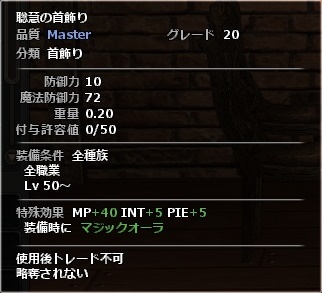 聡慧の首飾り
品質 Master グレード 20
分類 首飾り
防御力 10
魔法防御力 72
重量 0.20
付与許容値 0/50
装備条件 全種族
全職業
Lv 50～
特殊効果 MP+40 INT+5 PIE+5
装備時に マジックオーラ
使用後トレード不可
略奪されない